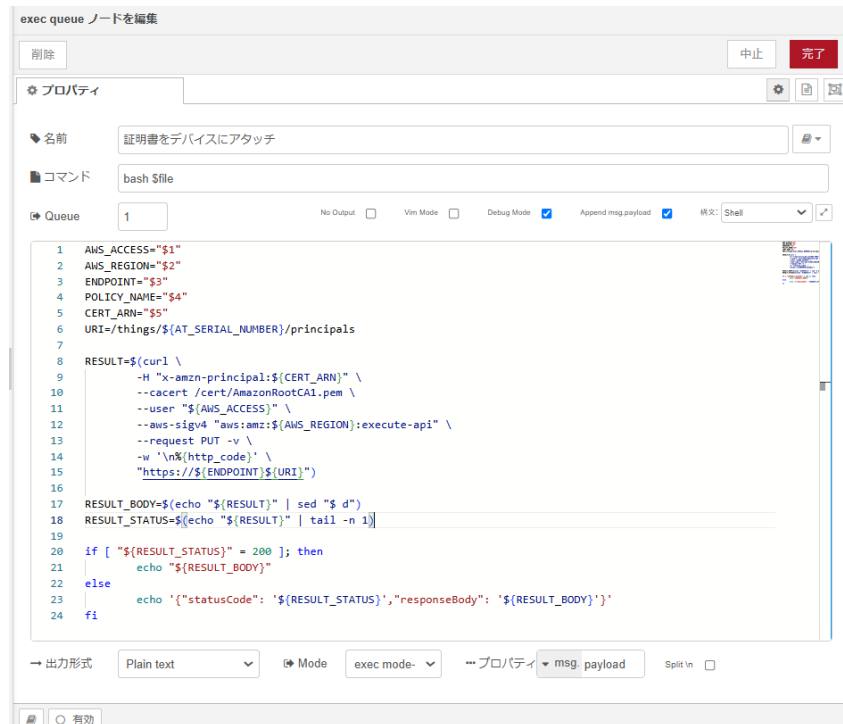 exec queue ノードを編集
削除 中止 完了
プロパティ
名前 証明書をデバイスにアタッチ
コマンド bash $file
Queue 1 No Output Vim Mode Debug Mode Append msg.payload 構文: Shell
1 AWS_ACCESS="$1"
2 AWS_REGION="$2"
3 ENDPOINT="$3"
4 POLICY_NAME="$4"
5 CERT_ARN="$5"
6 URI=/things/${AT_SERIAL_NUMBER}/principals
7
8 RESULT=$(curl \
9 -H "x-amzn-principal:${CERT_ARN}" \
10 --cacert /cert/AmazonRootCA1.pem \
11 --user "${AWS_ACCESS}" \
12 --aws-sigv4 "aws:amz:${AWS_REGION}:execute-api" \
13 --request PUT -v \
14 -w '\n%{http_code}' \
15 "https://${ENDPOINT}${URI}")
16
17 RESULT_BODY=$(echo "${RESULT}" | sed "$ d")
18 RESULT_STATUS=$(echo "${RESULT}" | tail -n 1)
19
20 if [ "${RESULT_STATUS}" = 200 ]; then
21 echo "${RESULT_BODY}"
22 else
23 echo '{"statusCode": '${RESULT_STATUS}',"responseBody": '${RESULT_BODY}'}'
24 fi
出力形式 Plain text Mode exec mode- プロパティ msg. payload Split \n
有効